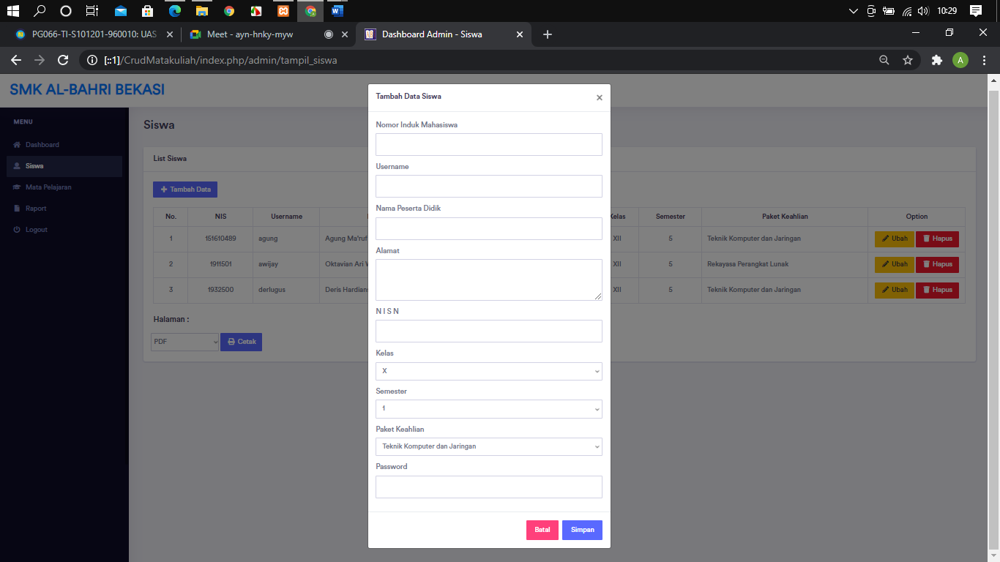 10:29
PG066-TI-S101201-960010: UAS
Meet - ayn-hnky-myw
Dashboard Admin - Siswa
[::1]/CrudMatakuliah/index.php/admin/tampil_siswa
A
SMK AL-BAHRI BEKASI
MENU
Dashboard
Siswa
Mata Pelajaran
Raport
Logout
Siswa
List Siswa
Tambah Data
No. NIS Username Kelas Semester Paket Keahlian Option
1 151610489 agung Agung Ma'ruf XII 5 Teknik Komputer dan Jaringan Ubah Hapus
2 1911501 awijay Oktavian Ari XII 5 Rekayasa Perangkat Lunak Ubah Hapus
3 1932500 derlugus Deris XII 5 Teknik Komputer dan Jaringan Ubah Hapus
Halaman :
PDF Cetak
Tambah Data Siswa ×
Nomor Induk Mahasiswa
Username
Nama Peserta Didik
Alamat
N I S N
Kelas
X
Semester
1
Paket Keahlian
Teknik Komputer dan Jaringan
Password
Batal Simpan